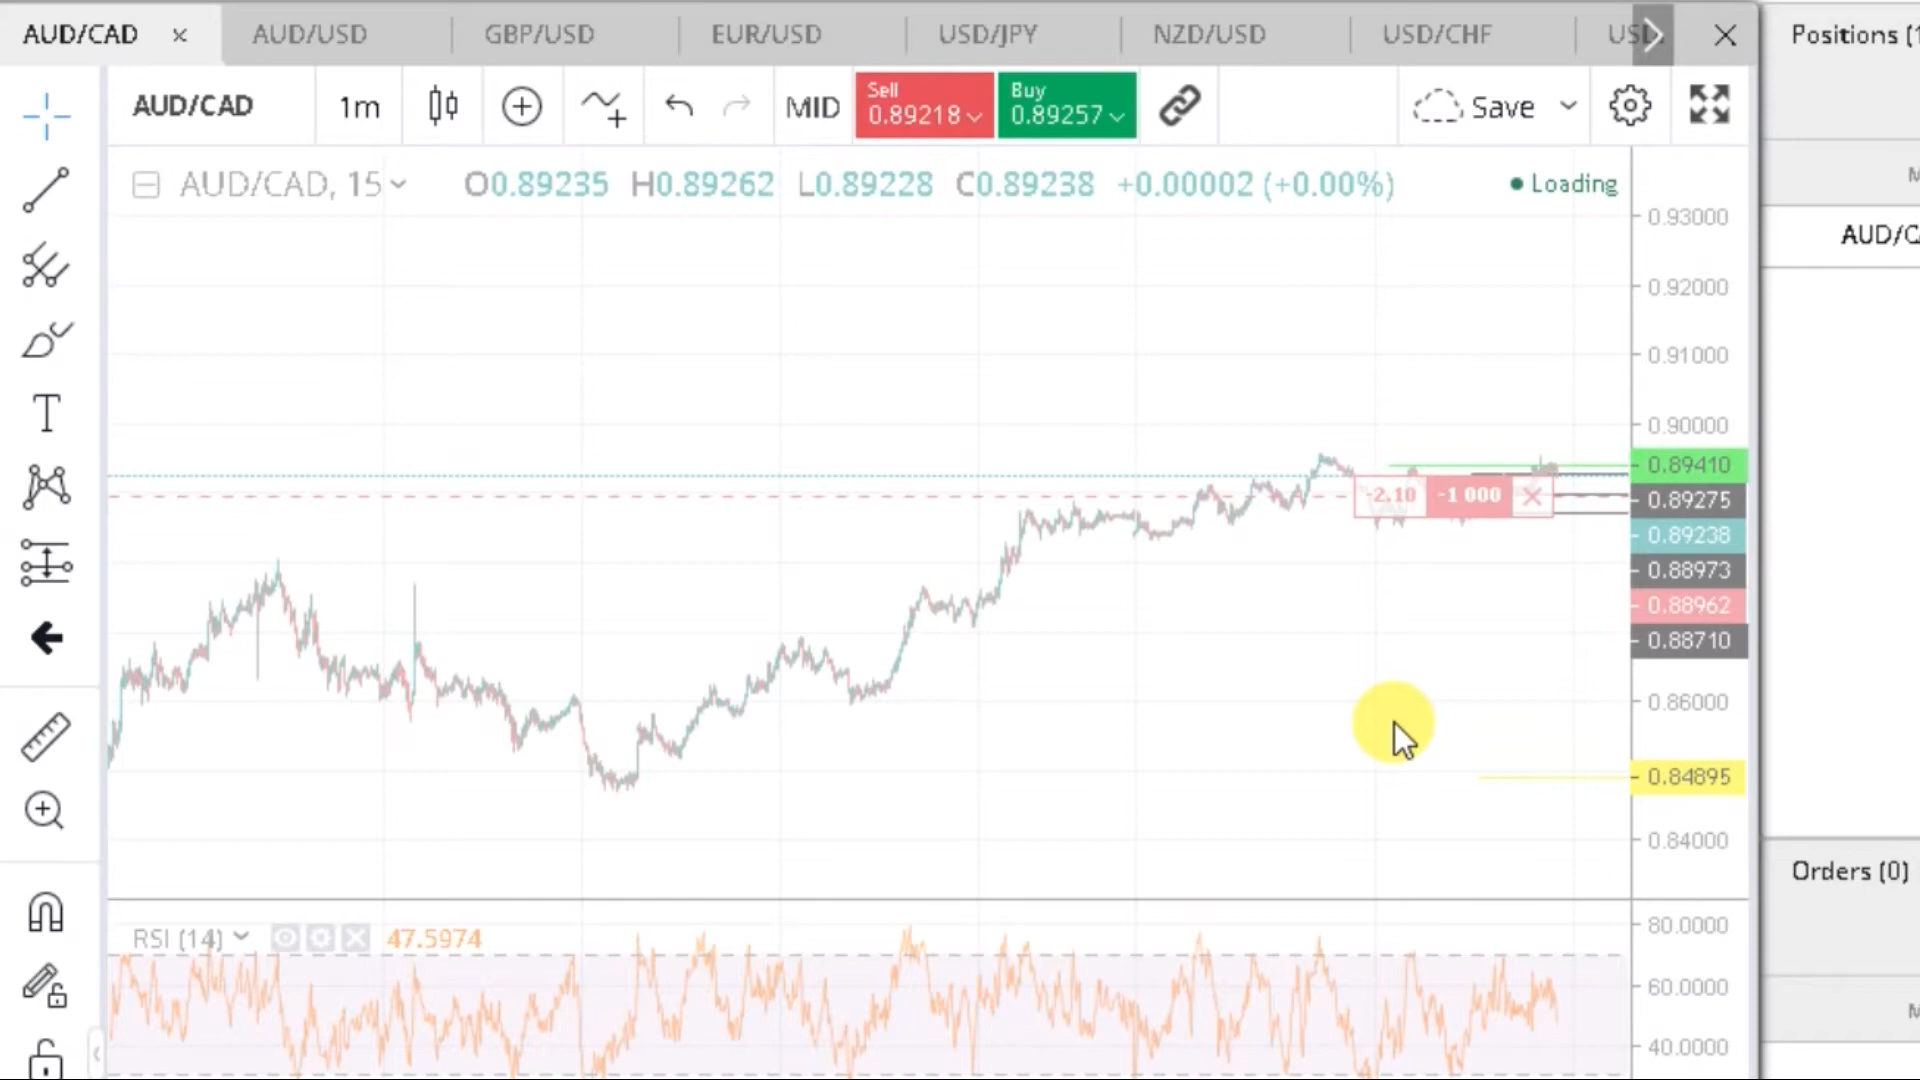 AUD/CAD × AUD/USD GBP/USD EUR/USD USD/JPY NZD/USD USD/CHF
Positions
AUD/CAD 1m MID Sell 0.89218 Buy 0.89257 Save
AUD/CAD, 15 O0.89235 H0.89262 L0.89228 C0.89238 +0.00002 (+0.00%) Loading
0.93000
0.92000
0.91000
0.90000
0.89410
-2.10 -1 000
0.89275
0.89238
0.88973
0.88962
0.88710
0.86000
0.84895
0.84000
Orders (0)
RSI (14) 47.5974
80.0000
60.0000
40.0000